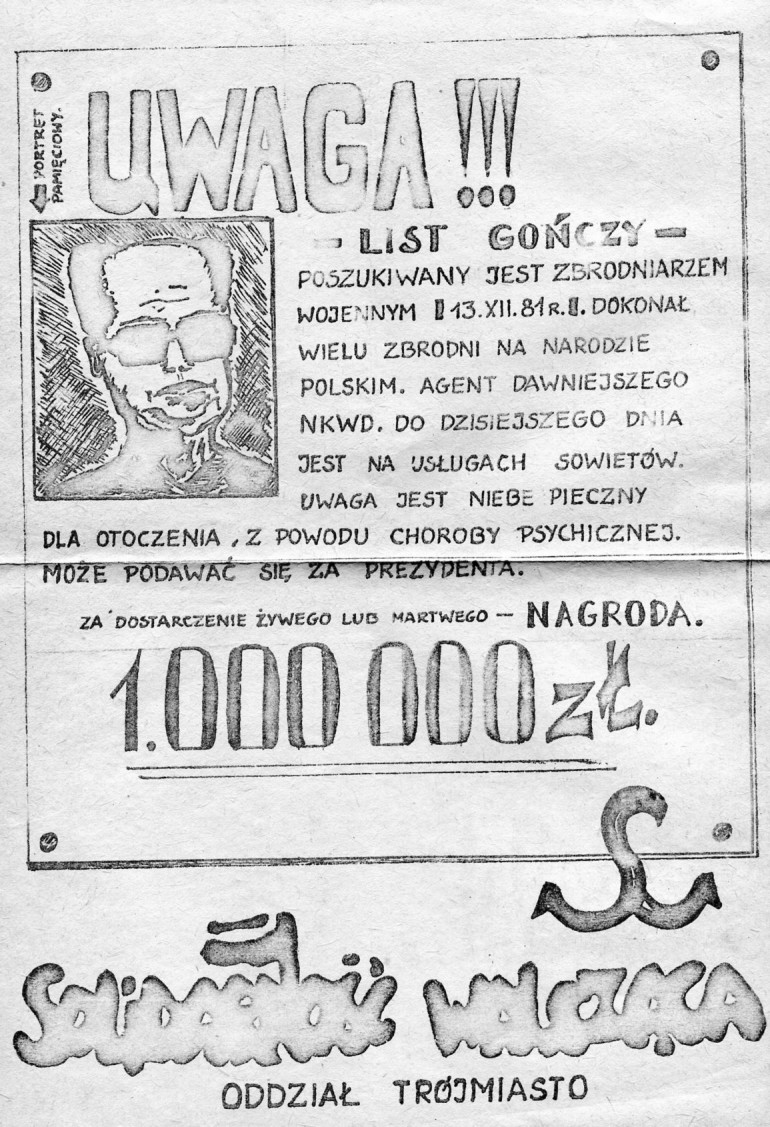 UWAGA!!!
← PORTRET
PAMIĘCIOWY.
- LIST GOŃCZY -
POSZUKIWANY JEST ZBRODNIARZEM
WOJENNYM 13.XII.81R. DOKONAŁ
WIELU ZBRODNI NA NARODZIE
POLSKIM. AGENT DAWNIEJSZEGO
NKWD. DO DZISIEJSZEGO DNIA
JEST NA USŁUGACH SOWIETÓW.
UWAGA JEST NIEBEPIECZNY
DLA OTOCZENIA, Z POWODU CHOROBY PSYCHICZNEJ.
MOŻE PODAWAĆ SIĘ ZA PREZYDENTA.
ZA DOSTARCZENIE ŻYWEGO LUB MARTWEGO - NAGRODA.
1.000 000 zł.
Solidarność Walcząca
ODDZIAŁ TRÓJMIASTO